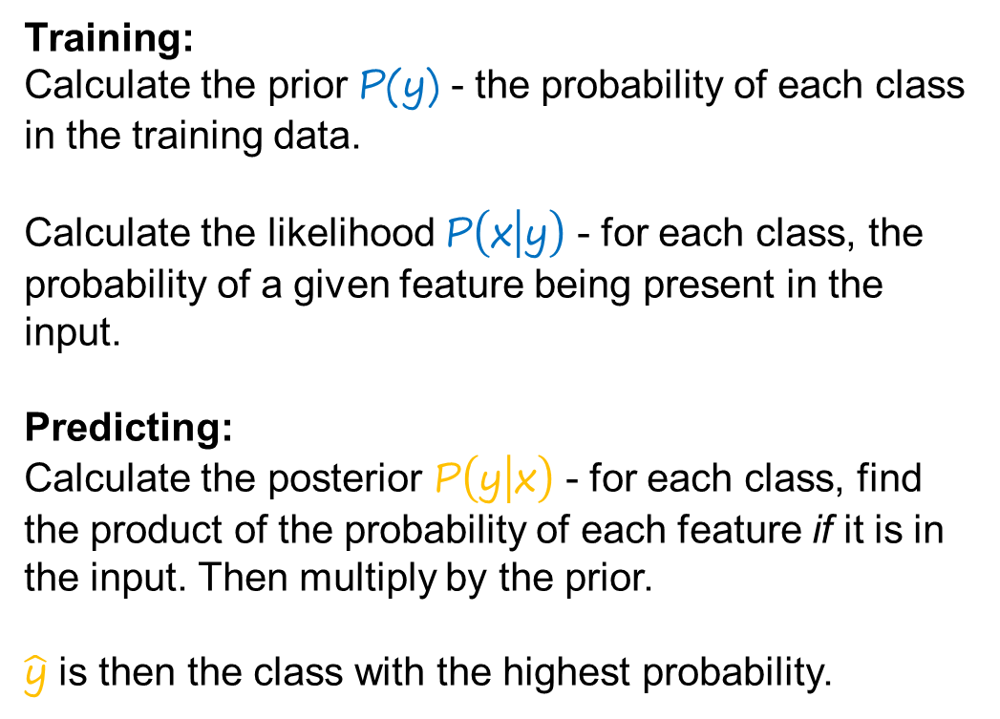 Training:
Calculate the prior P(y) - the probability of each class
in the training data.
Calculate the likelihood P(x|y) - for each class, the
probability of a given feature being present in the
input.
Predicting:
Calculate the posterior P(y|x) - for each class, find
the product of the probability of each feature if it is in
the input. Then multiply by the prior.
ŷ is then the class with the highest probability.